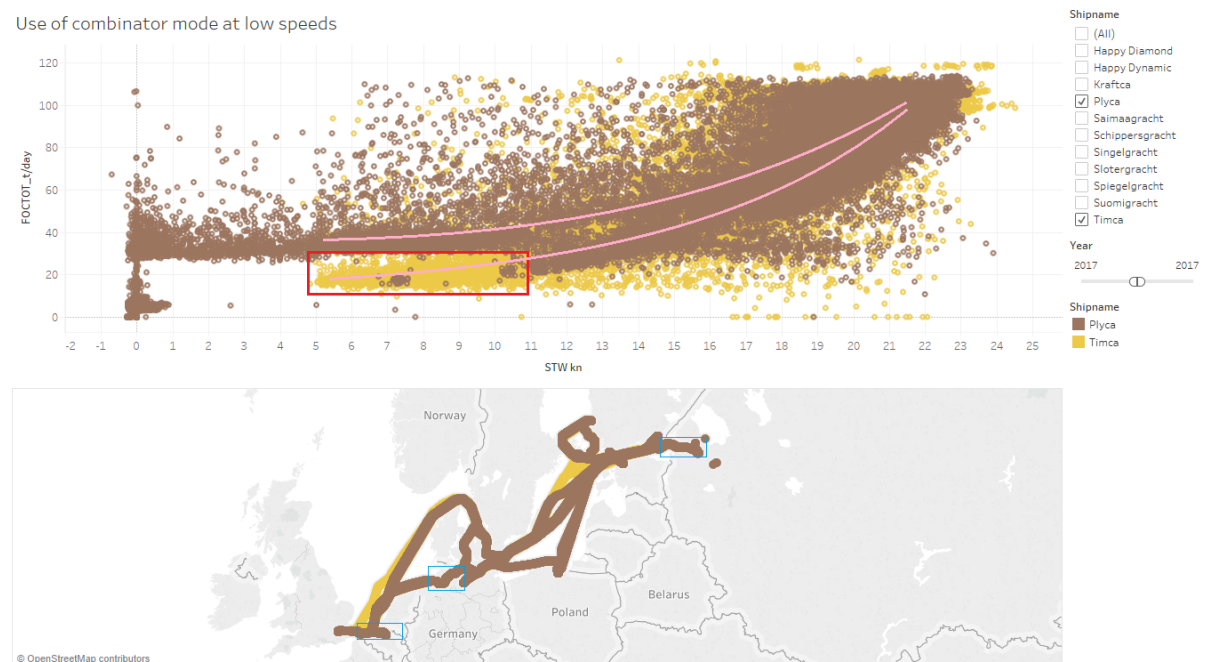 Use of combinator mode at low speeds
FOCTOT_t/day
120
100
80
60
40
20
0
-2 -1 0 1 2 3 4 5 6 7 8 9 10 11 12 13 14 15 16 17 18 19 20 21 22 23 24 25
STW kn
Shipname
(All)
Happy Diamond
Happy Dynamic
Kraftca
Plyca
Saimaagracht
Schippersgracht
Singelgracht
Slotergracht
Spiegelgracht
Suomigracht
Timca
Year
2017 2017
Shipname
Plyca
Timca
Norway
Belarus
Poland
Germany
© OpenStreetMap contributors